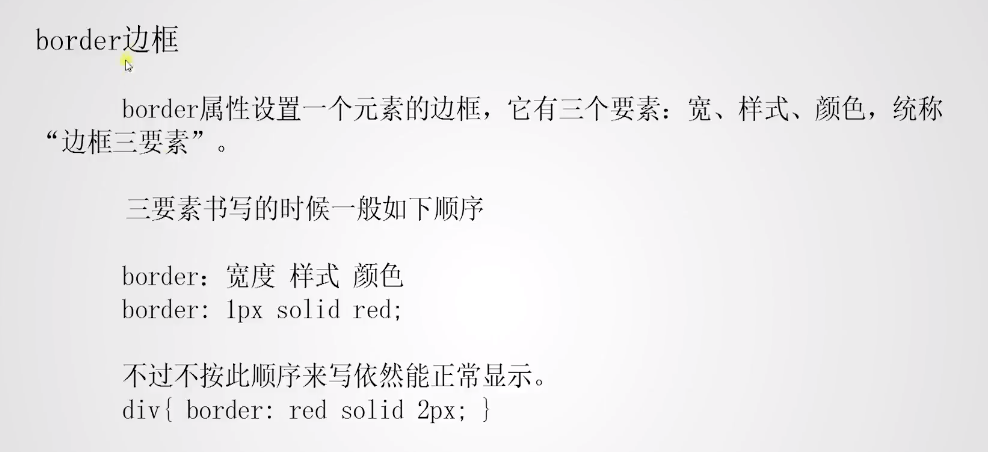 border边框
border属性设置一个元素的边框，它有三个要素：宽、样式、颜色，统称
“边框三要素”。
三要素书写的时候一般如下顺序
border：宽度 样式 颜色
border: 1px solid red;
不过不按此顺序来写依然能正常显示。
div{ border: red solid 2px; }